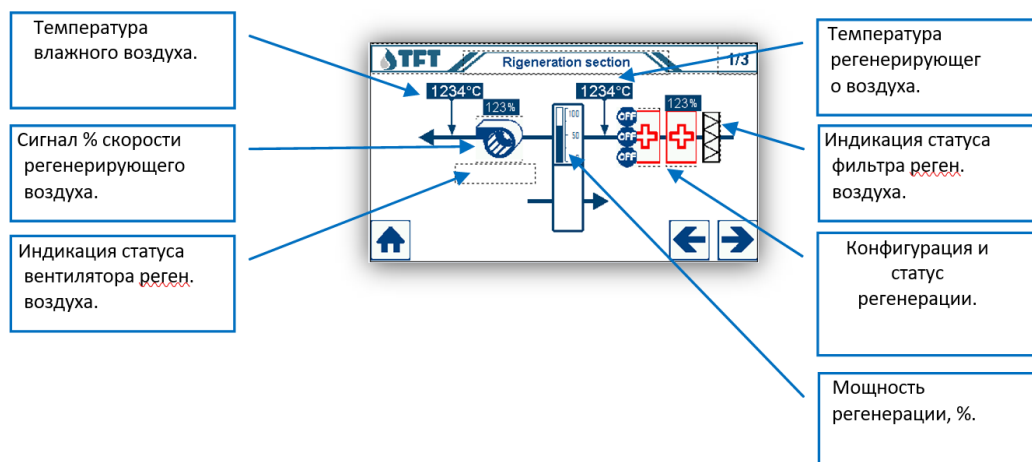 Температура
влажного воздуха.
Сигнал % скорости
регенерирующего
воздуха.
Индикация статуса
вентилятора реген.
воздуха.
TFT
Rigeneration section
1/3
1234°C
1234°C
123%
123%
100
50
OFF
OFF
OFF
Температура
регенерирующег
о воздуха.
Индикация статуса
фильтра реген.
воздуха.
Конфигурация и
статус
регенерации.
Мощность
регенерации, %.